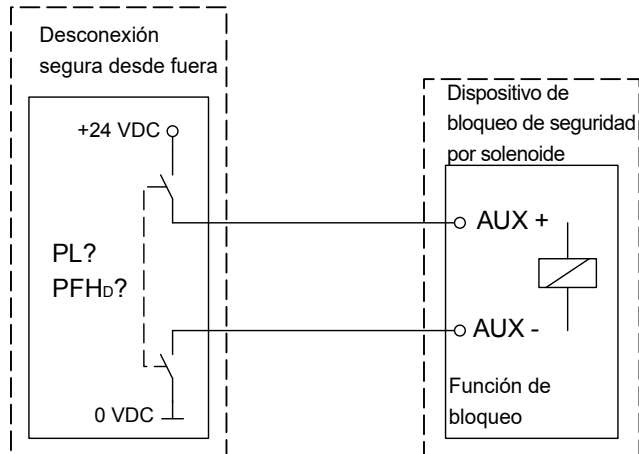 Desconexión
segura desde fuera
+24 VDC
PL?
PFHD?
0 VDC
Dispositivo de
bloqueo de seguridad
por solenoide
AUX +
AUX -
Función de
bloqueo